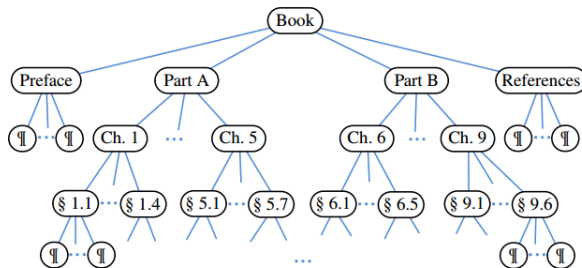 Book
Preface Part A Part B References
¶ ... ¶ Ch. 1 ... Ch. 5 Ch. 6 ... Ch. 9 ¶ ... ¶
§ 1.1 ... § 1.4 § 5.1 ... § 5.7 § 6.1 ... § 6.5 § 9.1 ... § 9.6
¶ ... ¶ ... ¶ ... ¶